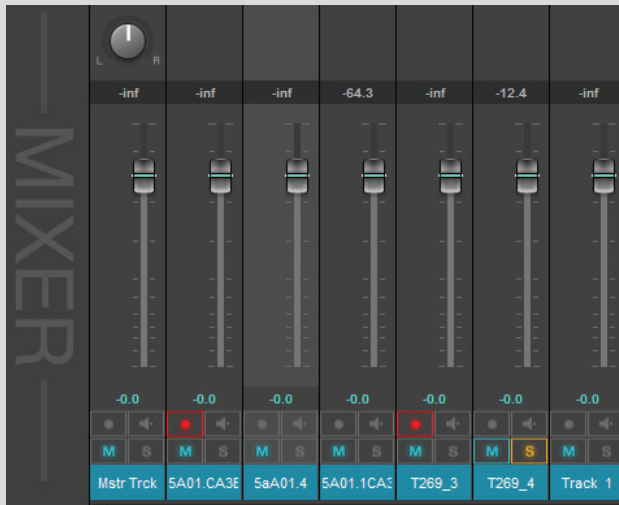 MIXER
L R
-inf -inf -inf -64.3 -inf -12.4 -inf
-0.0 -0.0 -0.0 -0.0 -0.0 -0.0 -0.0
M S M S M S M S M S M S M S
Mstr Trck 5A01.CA3E 5aA01.4 5A01.1CA3 T269_3 T269_4 Track 1